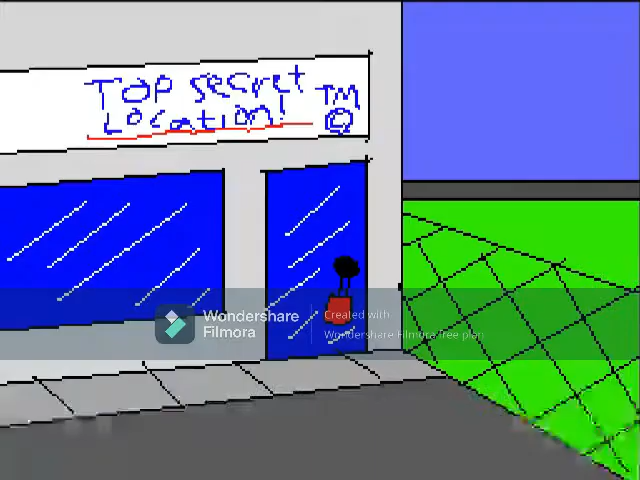 Top secret
Location!
TM
©
Wondershare
Filmora
Created with
Wondershare Filmora free plan